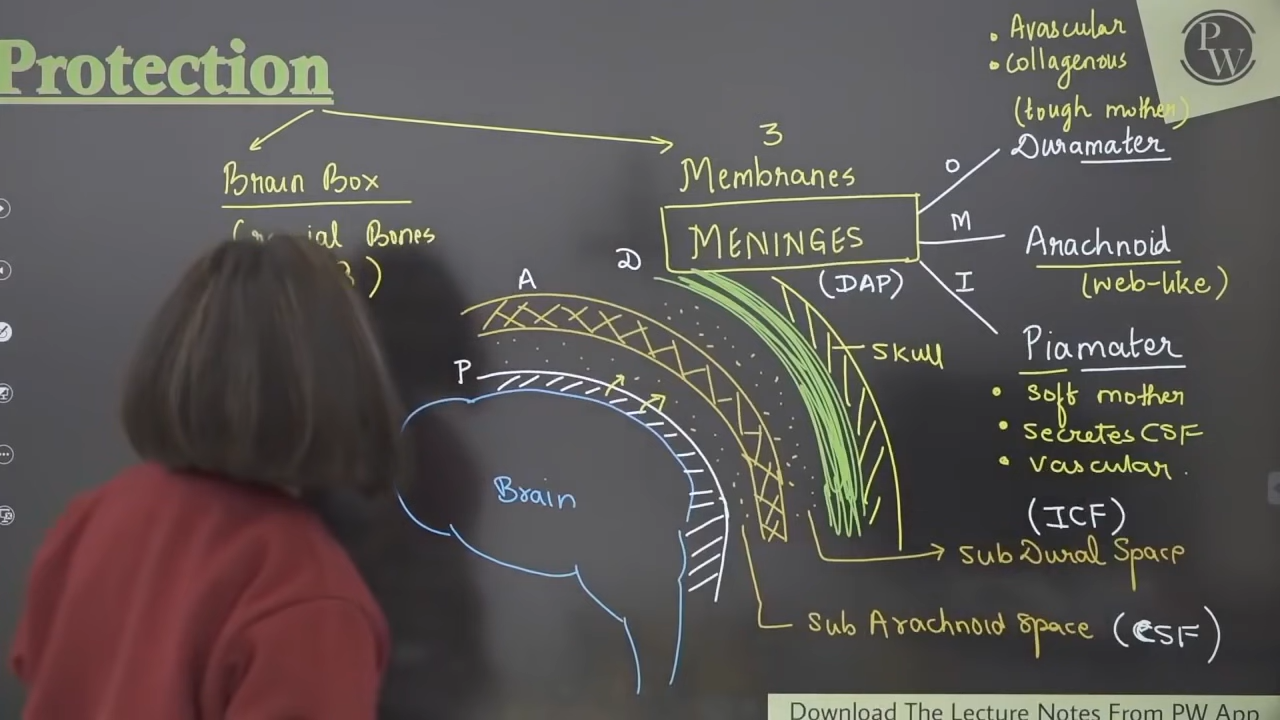 Protection
Brain Box
Bones
3
Membranes
MENINGES
(DAP)
O
M
I
• Avascular
• Collagenous
(tough mother)
Duramater
Arachnoid
(web-like)
Piamater
• Soft mother
• Secretes CSF
• Vascular.
(ICF)
D
A
P
Skull
Brain
Sub Dural Space
Sub Arachnoid Space (CSF)
PW
Download The Lecture Notes From PW App